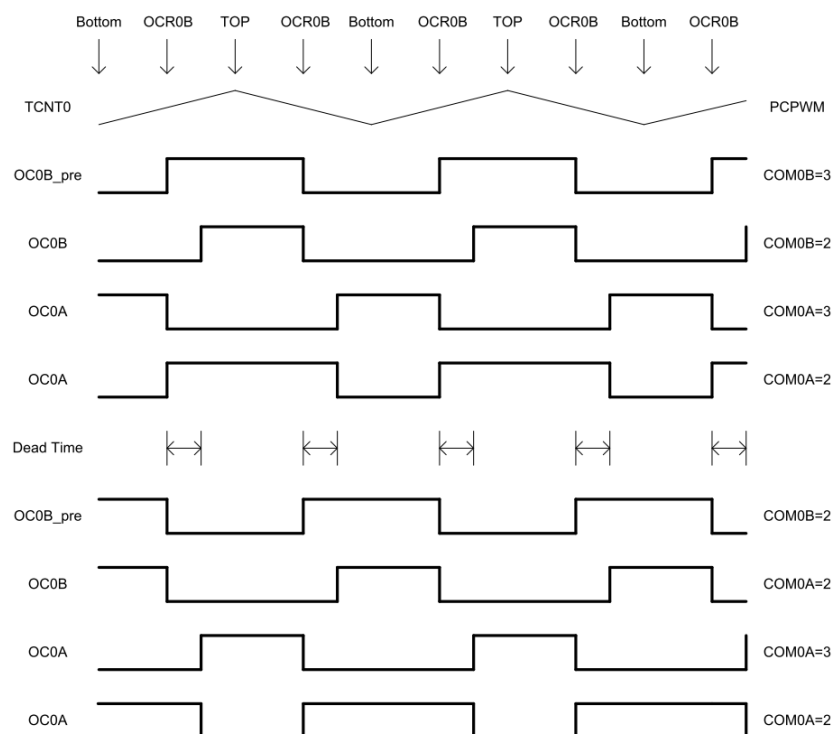 Bottom OCR0B TOP OCR0B Bottom OCR0B TOP OCR0B Bottom OCR0B
TCNT0 PCPWM
OC0B_pre COM0B=3
OC0B COM0B=2
OC0A COM0A=3
OC0A COM0A=2
Dead Time
OC0B_pre COM0B=2
OC0B COM0A=2
OC0A COM0A=3
OC0A COM0A=2